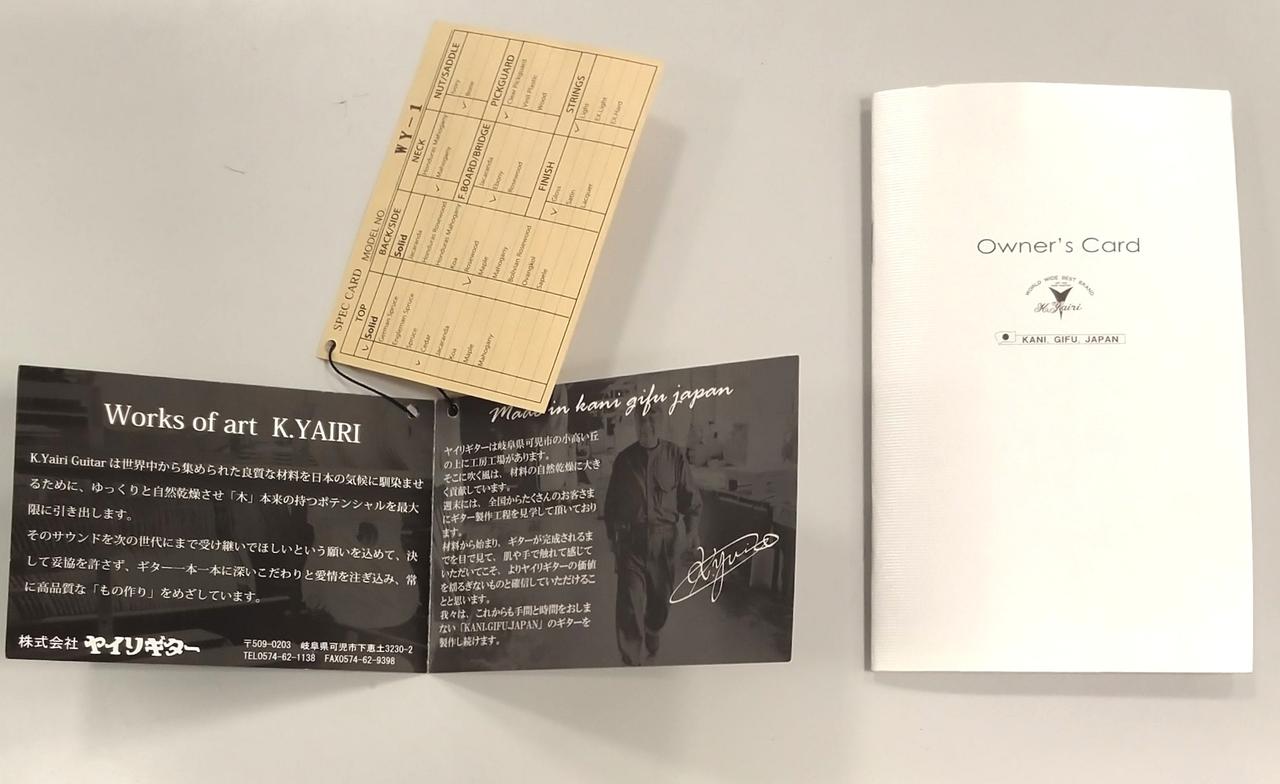 SPEC CARD MODEL NO. WY-1
TOP
✓ Solid
German Spruce
Engleman Spruce
Spruce
✓ Cedar
Jacaranda
Koa
Maple
Mahogany
BACK/SIDE
Solid
Jacaranda
Honduras Rosewood
Honduras Mahogany
Koa
✓ Rosewood
Maple
Mahogany
Bolivian Rosewood
Ovangkol
Sapele
NECK
Honduras Mahogany
✓ Mahogany
F.BOARD/BRIDGE
Jacaranda
✓ Ebony
Rosewood
FINISH
✓ Gloss
Satin
Lacquer
NUT/SADDLE
Ivory
✓ Bone
PICKGUARD
✓ Clear Pickguard
Vinil Plastic
Wood
STRINGS
✓ Light
EX.Light
EX.Hard
Works of art K.YAIRI
K.Yairi Guitar は世界中から集められた良質な材料を日本の気候に馴染ませ
るために、ゆっくりと自然乾燥させ「木」本来の持つポテンシャルを最大
限に引き出します。
そのサウンドを次の世代にまで受け継いでほしいという願いを込めて、決
して妥協を許さず、ギター一本一本に深いこだわりと愛情を注ぎ込み、常
に高品質な「もの作り」をめざしています。
株式会社 ヤイリギター
〒509-0203 岐阜県可児市下恵土3230-2
TEL0574-62-1138 FAX0574-62-9398
Made in kani gifu japan
ヤイリギターは岐阜県可児市の小高い丘
の上に工房工場があります。
そこに吹く風は、材料の自然乾燥に大き
く貢献しています。
週末には、全国からたくさんのお客さま
にギター製作工程を見学して頂いており
ます。
材料から始まり、ギターが完成されるま
でを目で見て、肌や手で触れて感じて
いただいてこそ、よりヤイリギターの価値
を揺るぎないものと確信していただけるこ
とと思います。
我々は、これからも手間と時間をおしま
ない「KANI.GIFU.JAPAN」のギターを
製作し続けます。
K.Yairi
Owner's Card
WORLD WIDE BEST BRAND
K.Yairi
KANI, GIFU, JAPAN